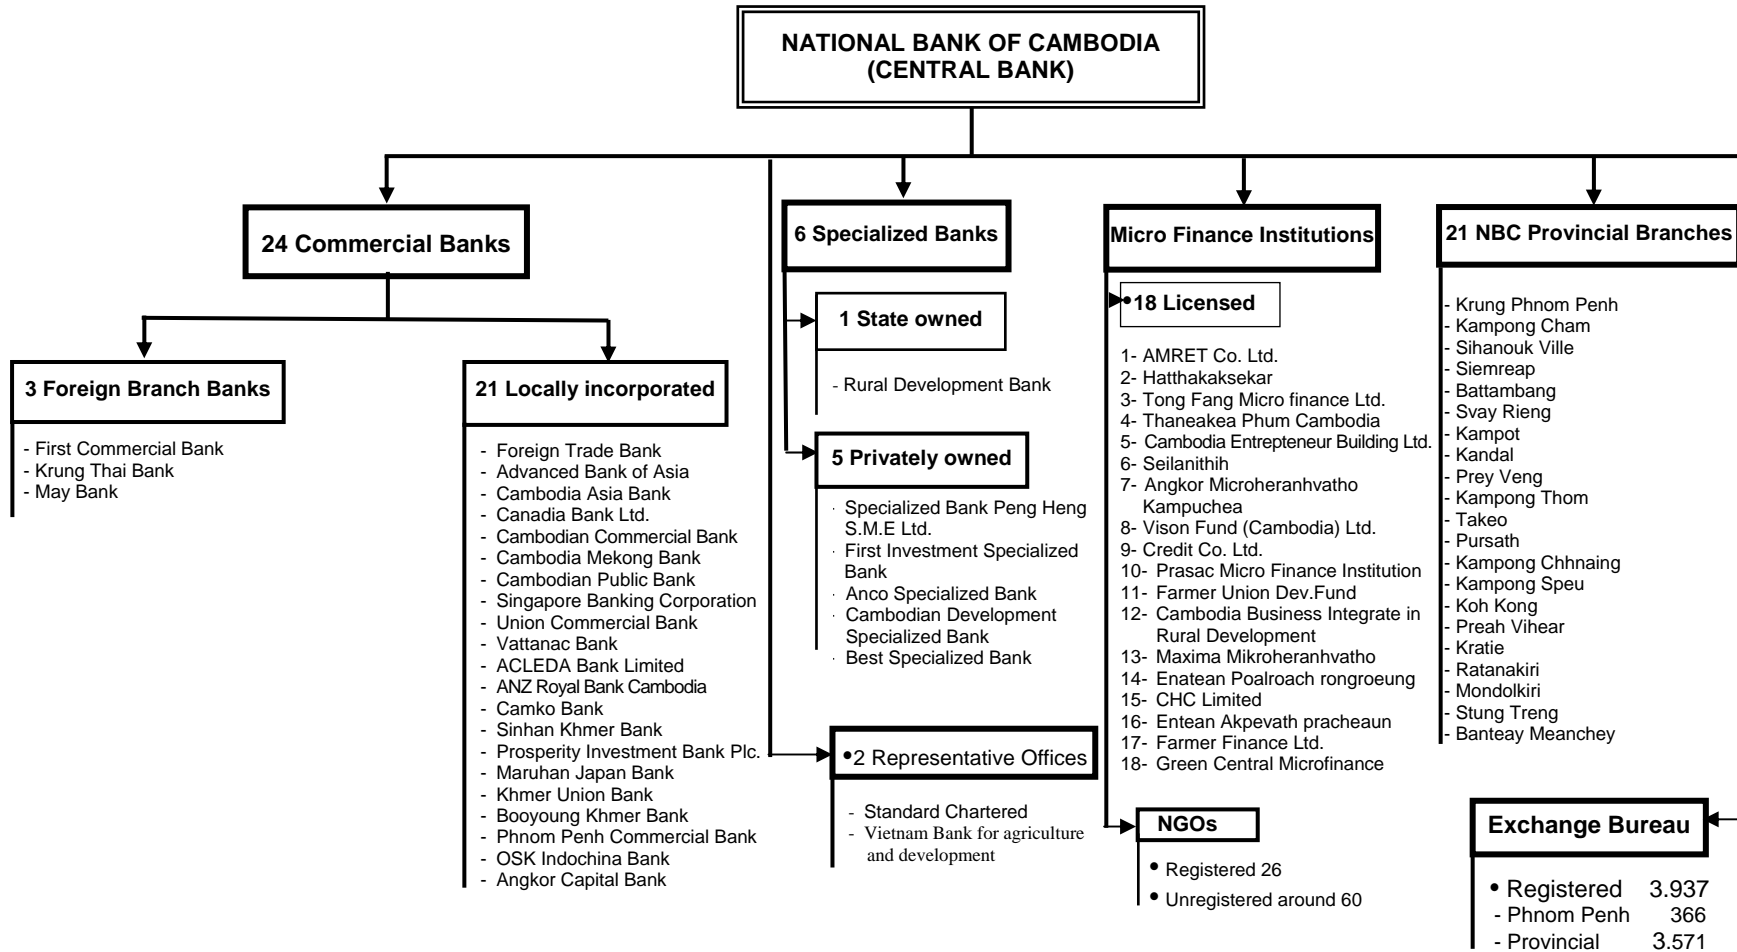 NATIONAL BANK OF CAMBODIA
(CENTRAL BANK)
24 Commercial Banks
3 Foreign Branch Banks
- First Commercial Bank
- Krung Thai Bank
- May Bank
21 Locally incorporated
- Foreign Trade Bank
- Advanced Bank of Asia
- Cambodia Asia Bank
- Canadia Bank Ltd.
- Cambodian Commercial Bank
- Cambodia Mekong Bank
- Cambodian Public Bank
- Singapore Banking Corporation
- Union Commercial Bank
- Vattanac Bank
- ACLEDA Bank Limited
- ANZ Royal Bank Cambodia
- Camko Bank
- Sinhan Khmer Bank
- Prosperity Investment Bank Plc.
- Maruhan Japan Bank
- Khmer Union Bank
- Booyoung Khmer Bank
- Phnom Penh Commercial Bank
- OSK Indochina Bank
- Angkor Capital Bank
6 Specialized Banks
1 State owned
- Rural Development Bank
5 Privately owned
· Specialized Bank Peng Heng
S.M.E Ltd.
· First Investment Specialized
Bank
· Anco Specialized Bank
· Cambodian Development
Specialized Bank
· Best Specialized Bank
•2 Representative Offices
- Standard Chartered
- Vietnam Bank for agriculture
and development
Micro Finance Institutions
•18 Licensed
1- AMRET Co. Ltd.
2- Hatthakaksekar
3- Tong Fang Micro finance Ltd.
4- Thaneakea Phum Cambodia
5- Cambodia Entrepteneur Building Ltd.
6- Seilanithih
7- Angkor Microheranhvatho
Kampuchea
8- Vison Fund (Cambodia) Ltd.
9- Credit Co. Ltd.
10- Prasac Micro Finance Institution
11- Farmer Union Dev.Fund
12- Cambodia Business Integrate in
Rural Development
13- Maxima Mikroheranhvatho
14- Enatean Poalroach rongroeung
15- CHC Limited
16- Entean Akpevath pracheaun
17- Farmer Finance Ltd.
18- Green Central Microfinance
NGOs
• Registered 26
• Unregistered around 60
21 NBC Provincial Branches
- Krung Phnom Penh
- Kampong Cham
- Sihanouk Ville
- Siemreap
- Battambang
- Svay Rieng
- Kampot
- Kandal
- Prey Veng
- Kampong Thom
- Takeo
- Pursath
- Kampong Chhnaing
- Kampong Speu
- Koh Kong
- Preah Vihear
- Kratie
- Ratanakiri
- Mondolkiri
- Stung Treng
- Banteay Meanchey
Exchange Bureau
• Registered 3.937
- Phnom Penh 366
- Provincial 3.571